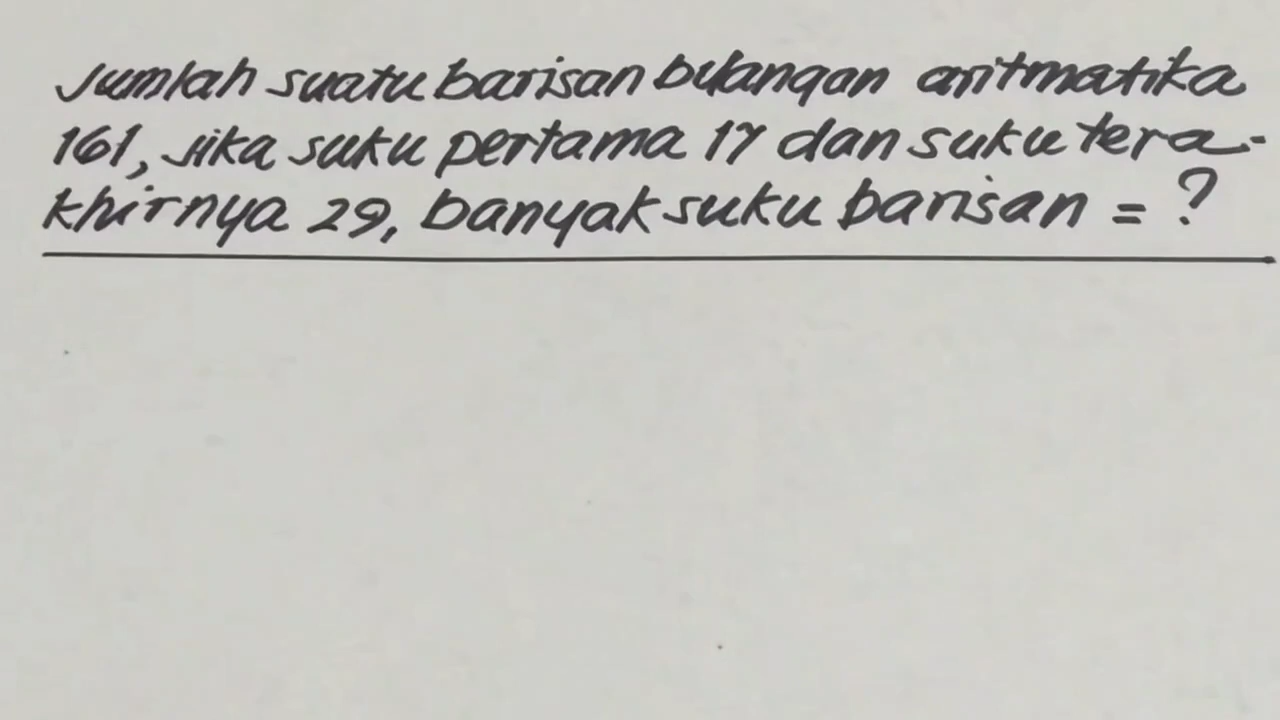 Jumlah suatu barisan bilangan aritmatika
161, jika suku pertama 17 dan suku tera-
khirnya 29, banyak suku barisan = ?